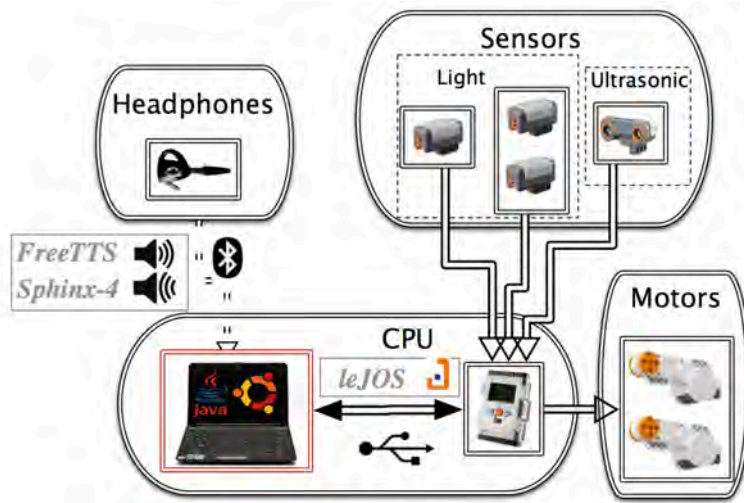 Sensors
Light
Ultrasonic
Headphones
FreeTTS
Sphinx-4
Motors
CPU
leJOS
java